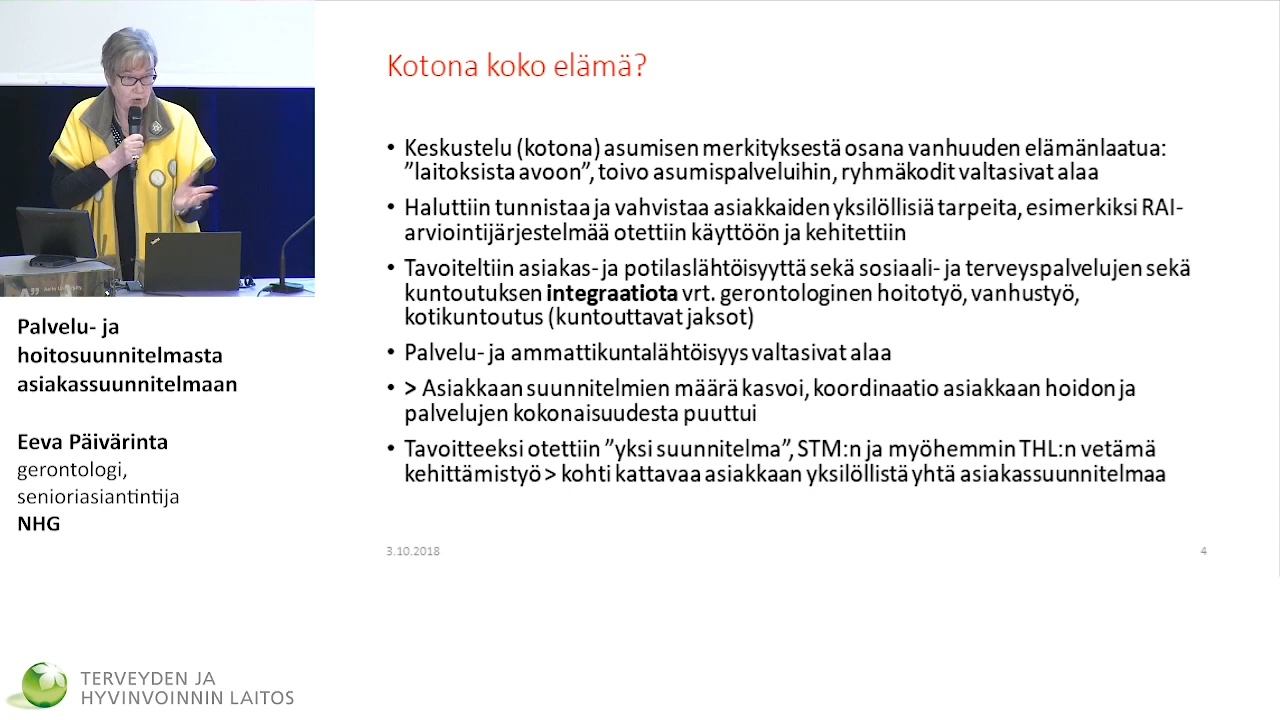 Kotona koko elämä?
• Keskustelu (kotona) asumisen merkityksestä osana vanhuuden elämänlaatua:
”laitoksista avoon”, toivo asumispalveluihin, ryhmäkodit valtasivat alaa
• Haluttiin tunnistaa ja vahvistaa asiakkaiden yksilöllisiä tarpeita, esimerkiksi RAI-
arviointijärjestelmää otettiin käyttöön ja kehitettiin
• Tavoiteltiin asiakas- ja potilaslähtöisyyttä sekä sosiaali- ja terveyspalvelujen sekä
kuntoutuksen integraatiota vrt. gerontologinen hoitotyö, vanhustyö,
kotikuntoutus (kuntouttavat jaksot)
• Palvelu- ja ammattikuntalähtöisyys valtasivat alaa
• > Asiakkaan suunnitelmien määrä kasvoi, koordinaatio asiakkaan hoidon ja
palvelujen kokonaisuudesta puuttui
• Tavoitteeksi otettiin ”yksi suunnitelma”, STM:n ja myöhemmin THL:n vetämä
kehittämistyö > kohti kattavaa asiakkaan yksilöllistä yhtä asiakassuunnitelmaa
3.10.2018
4
Palvelu- ja
hoitosuunnitelmasta
asiakassuunnitelmaan
Eeva Päivärinta
gerontologi,
senioriasiantintija
NHG
TERVEYDEN JA
HYVINVOINNIN LAITOS